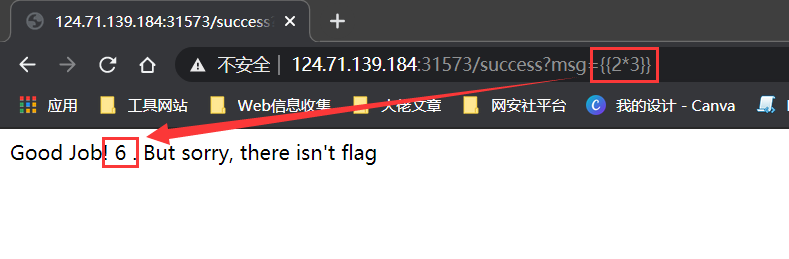 124.71.139.184:31573/success?
不安全 | 124.71.139.184:31573/success?msg={{2*3}}
应用 工具网站 Web信息收集 大佬文章 网安社平台 我的设计 - Canva
Good Job! 6 . But sorry, there isn't flag